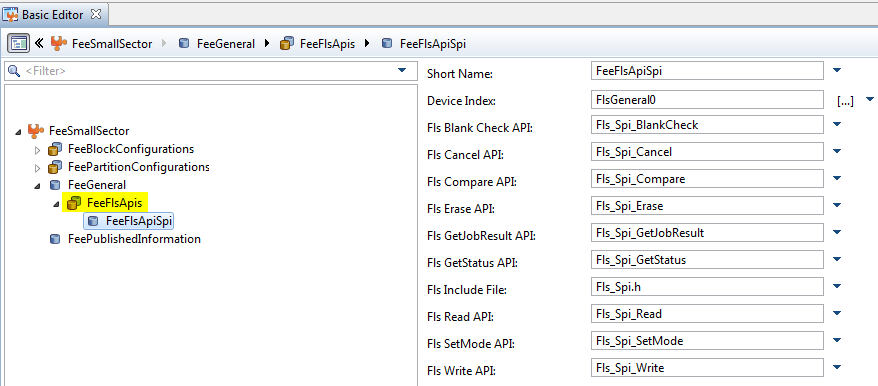 Basic Editor
FeeSmallSector FeeGeneral FeeFlsApis FeeFlsApiSpi
<Filter>
FeeSmallSector
FeeBlockConfigurations
FeePartitionConfigurations
FeeGeneral
FeeFlsApis
FeeFlsApiSpi
FeePublishedInformation
Short Name: FeeFlsApiSpi
Device Index: FlsGeneral0 [...]
Fls Blank Check API: Fls_Spi_BlankCheck
Fls Cancel API: Fls_Spi_Cancel
Fls Compare API: Fls_Spi_Compare
Fls Erase API: Fls_Spi_Erase
Fls GetJobResult API: Fls_Spi_GetJobResult
Fls GetStatus API: Fls_Spi_GetStatus
Fls Include File: Fls_Spi.h
Fls Read API: Fls_Spi_Read
Fls SetMode API: Fls_Spi_SetMode
Fls Write API: Fls_Spi_Write